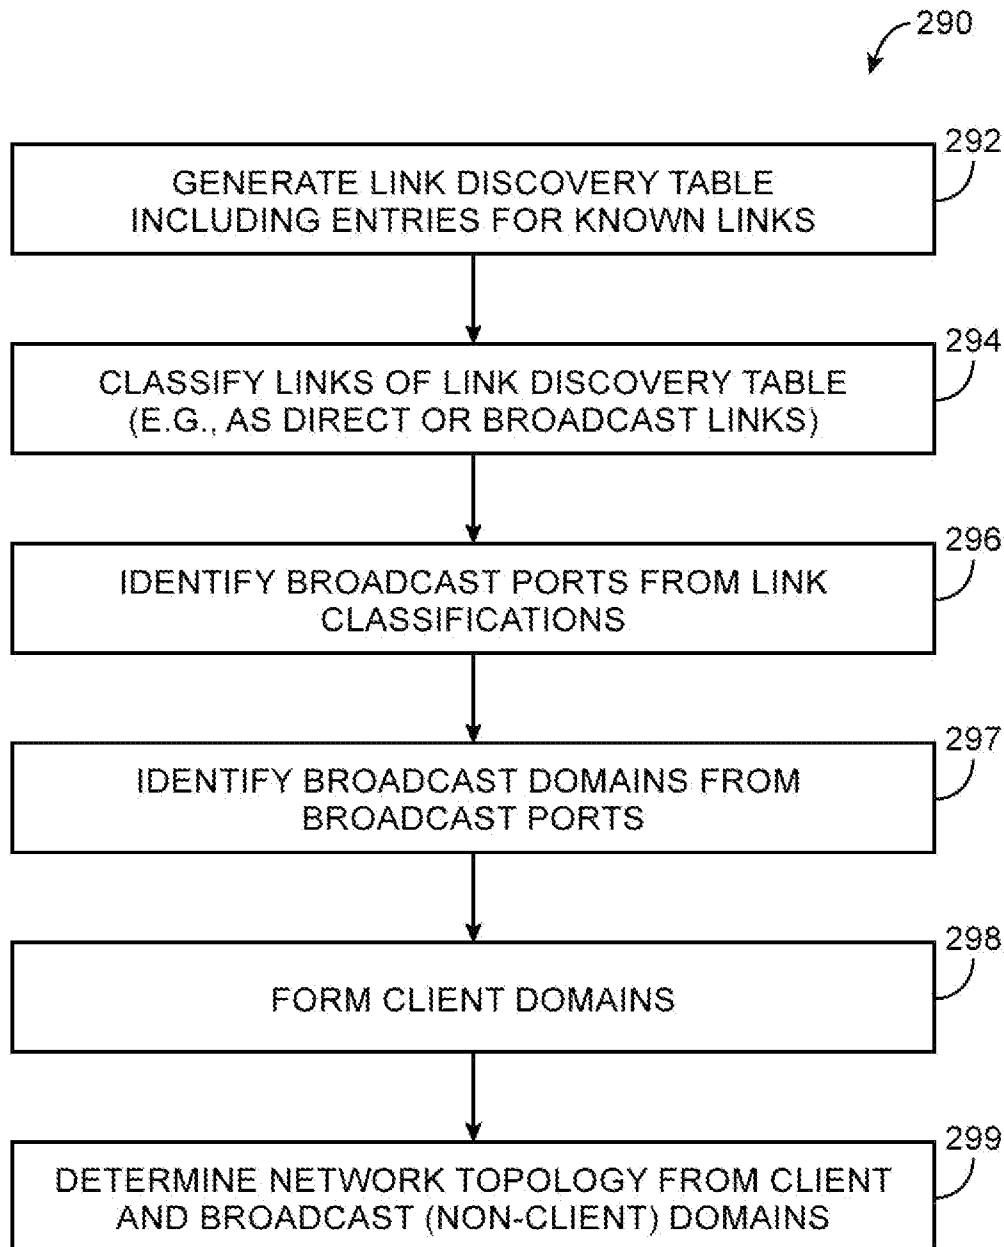 290
292
GENERATE LINK DISCOVERY TABLE
INCLUDING ENTRIES FOR KNOWN LINKS
294
CLASSIFY LINKS OF LINK DISCOVERY TABLE
(E.G., AS DIRECT OR BROADCAST LINKS)
296
IDENTIFY BROADCAST PORTS FROM LINK
CLASSIFICATIONS
297
IDENTIFY BROADCAST DOMAINS FROM
BROADCAST PORTS
298
FORM CLIENT DOMAINS
299
DETERMINE NETWORK TOPOLOGY FROM CLIENT
AND BROADCAST (NON-CLIENT) DOMAINS